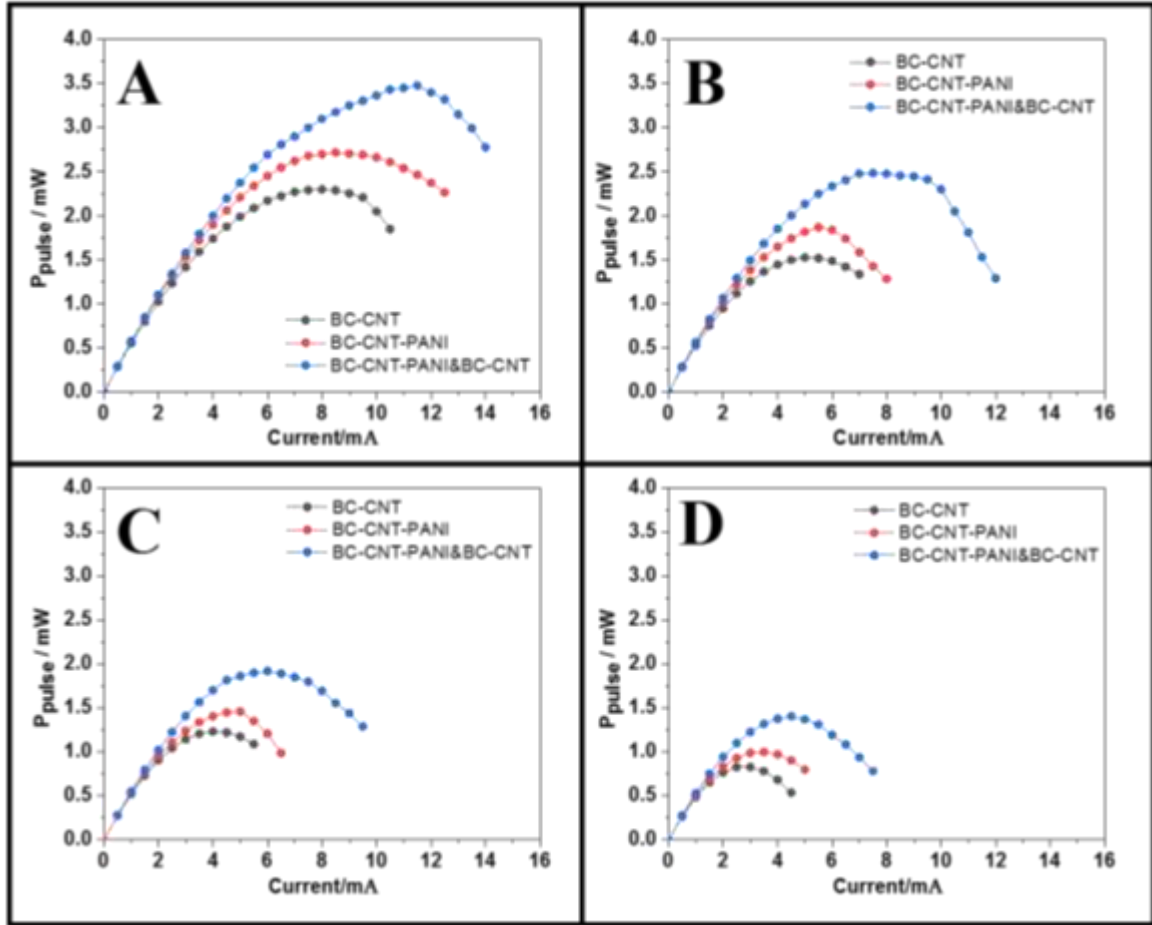 A
4.0
3.5
3.0
2.5
2.0
1.5
1.0
0.5
0.0
Ppulse / mW
BC-CNT
BC-CNT-PANI
BC-CNT-PANI&BC-CNT
0 2 4 6 8 10 12 14 16
Current/mA
B
4.0
3.5
3.0
2.5
2.0
1.5
1.0
0.5
0.0
Ppulse / mW
BC-CNT
BC-CNT-PANI
BC-CNT-PANI&BC-CNT
0 2 4 6 8 10 12 14 16
Current/mA
C
4.0
3.5
3.0
2.5
2.0
1.5
1.0
0.5
0.0
Ppulse / mW
BC-CNT
BC-CNT-PANI
BC-CNT-PANI&BC-CNT
0 2 4 6 8 10 12 14 16
Current/mA
D
4.0
3.5
3.0
2.5
2.0
1.5
1.0
0.5
0.0
Ppulse / mW
BC-CNT
BC-CNT-PANI
BC-CNT-PANI&BC-CNT
0 2 4 6 8 10 12 14 16
Current/mA